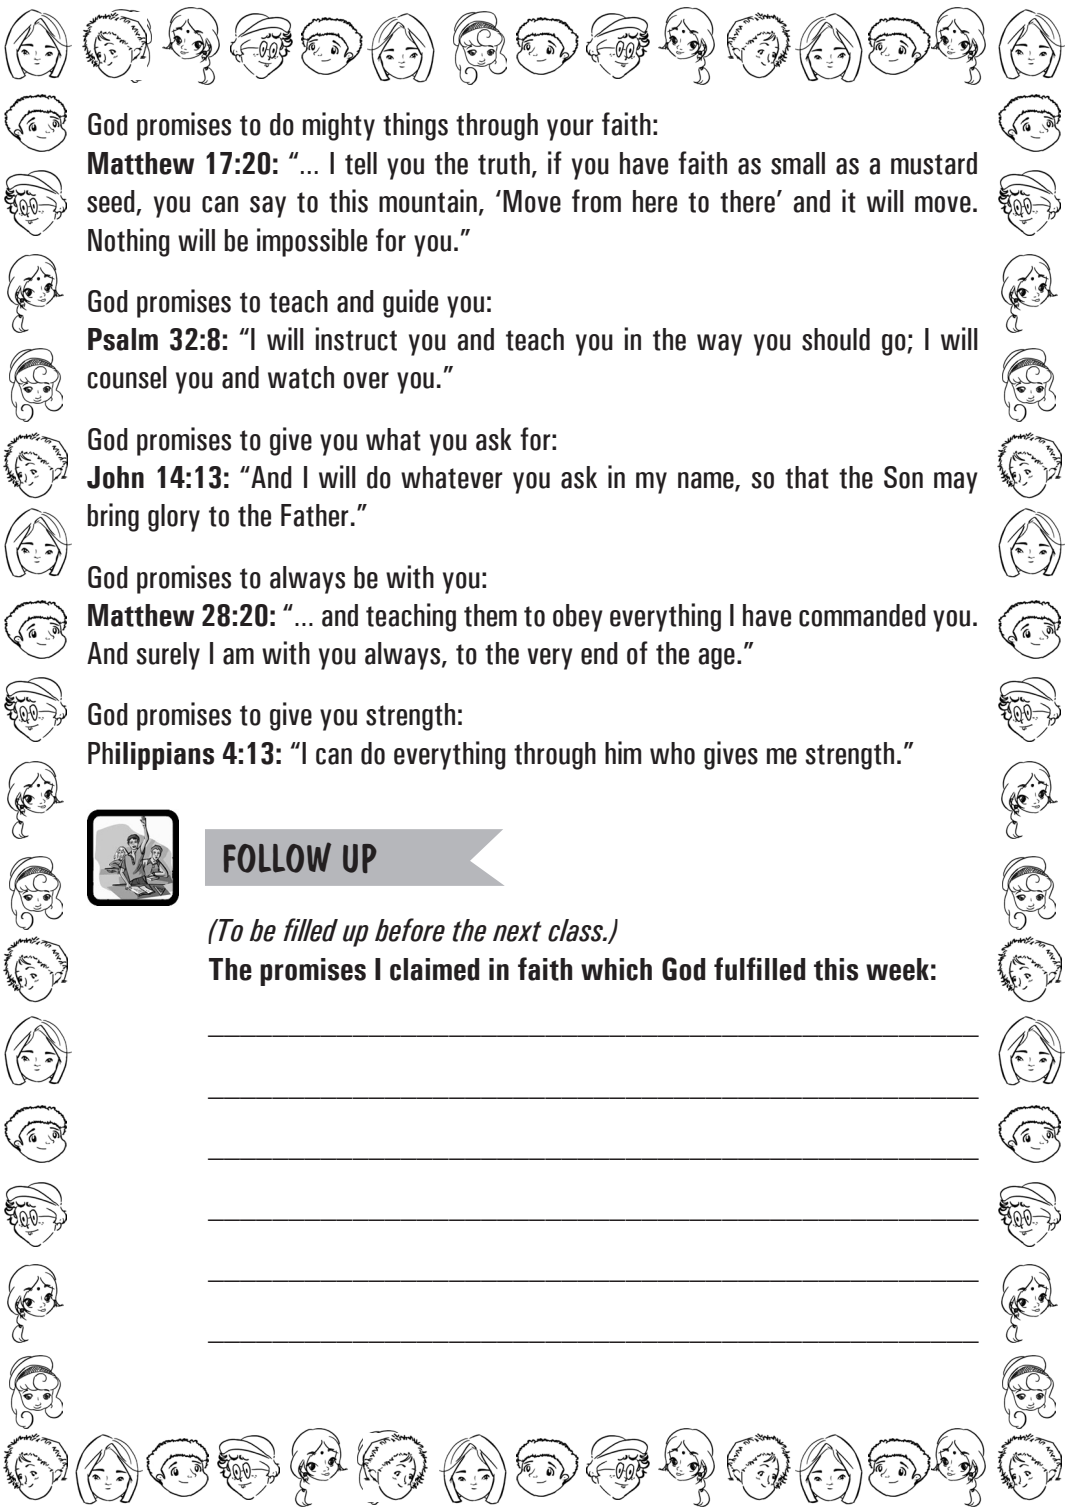 God promises to do mighty things through your faith:
Matthew 17:20: “... I tell you the truth, if you have faith as small as a mustard
seed, you can say to this mountain, ‘Move from here to there’ and it will move.
Nothing will be impossible for you.”
God promises to teach and guide you:
Psalm 32:8: “I will instruct you and teach you in the way you should go; I will
counsel you and watch over you.”
God promises to give you what you ask for:
John 14:13: “And I will do whatever you ask in my name, so that the Son may
bring glory to the Father.”
God promises to always be with you:
Matthew 28:20: “... and teaching them to obey everything I have commanded you.
And surely I am with you always, to the very end of the age.”
God promises to give you strength:
Philippians 4:13: “I can do everything through him who gives me strength.”
FOLLOW UP
(To be filled up before the next class.)
The promises I claimed in faith which God fulfilled this week: